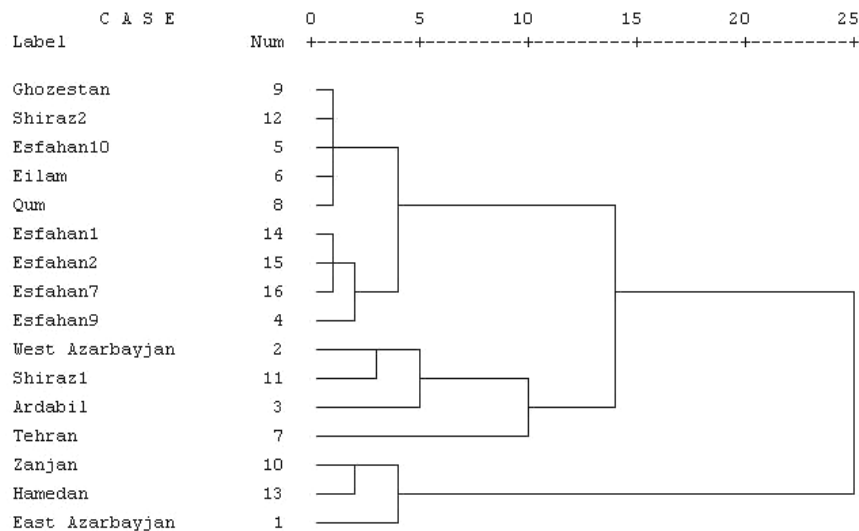 C A S E 0 5 10 15 20 25
Label Num +---------+---------+---------+---------+---------+
Ghozestan 9
Shiraz2 12
Esfahan10 5
Eilam 6
Qum 8
Esfahan1 14
Esfahan2 15
Esfahan7 16
Esfahan9 4
West Azarbayjan 2
Shiraz1 11
Ardabil 3
Tehran 7
Zanjan 10
Hamedan 13
East Azarbayjan 1